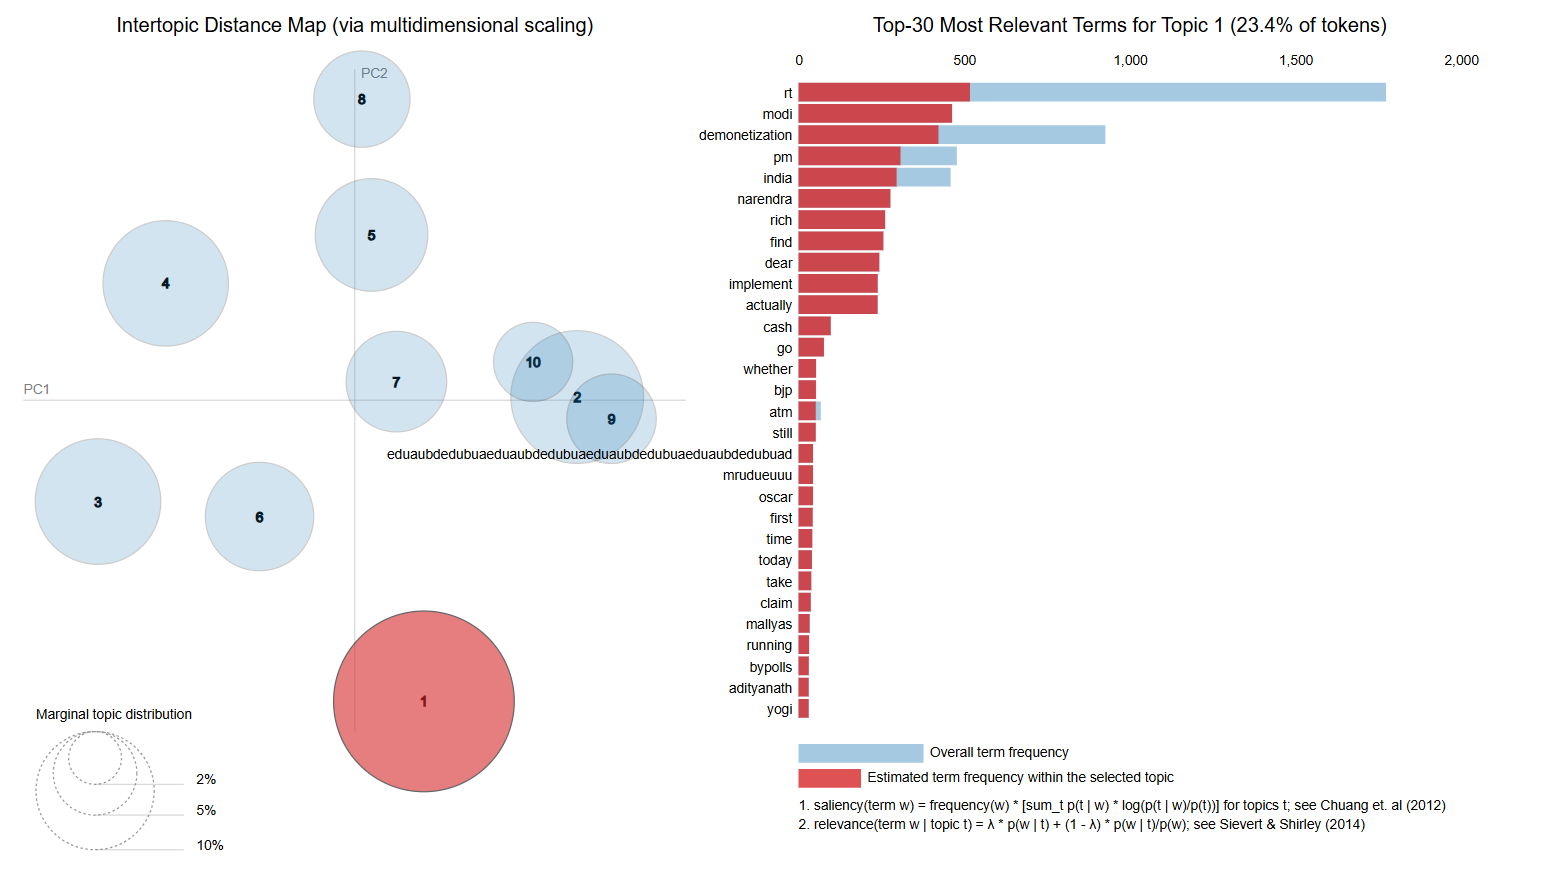 Intertopic Distance Map (via multidimensional scaling)
PC2
8
5
4
7
10
2
9
PC1
3
6
1
Marginal topic distribution
2%
5%
10%
Top-30 Most Relevant Terms for Topic 1 (23.4% of tokens)
0 500 1,000 1,500 2,000
rt
modi
demonetization
pm
india
narendra
rich
find
dear
implement
actually
cash
go
whether
bjp
atm
still
eduaubdedubuaeduaubdedubuaeduaubdedubuaeduaubdedubuad
mrudueuuu
oscar
first
time
today
take
claim
mallyas
running
bypolls
adityanath
yogi
Overall term frequency
Estimated term frequency within the selected topic
1. saliency(term w) = frequency(w) * [sum_t p(t | w) * log(p(t | w)/p(t))] for topics t; see Chuang et. al (2012)
2. relevance(term w | topic t) = λ * p(w | t) + (1 - λ) * p(w | t)/p(w); see Sievert & Shirley (2014)